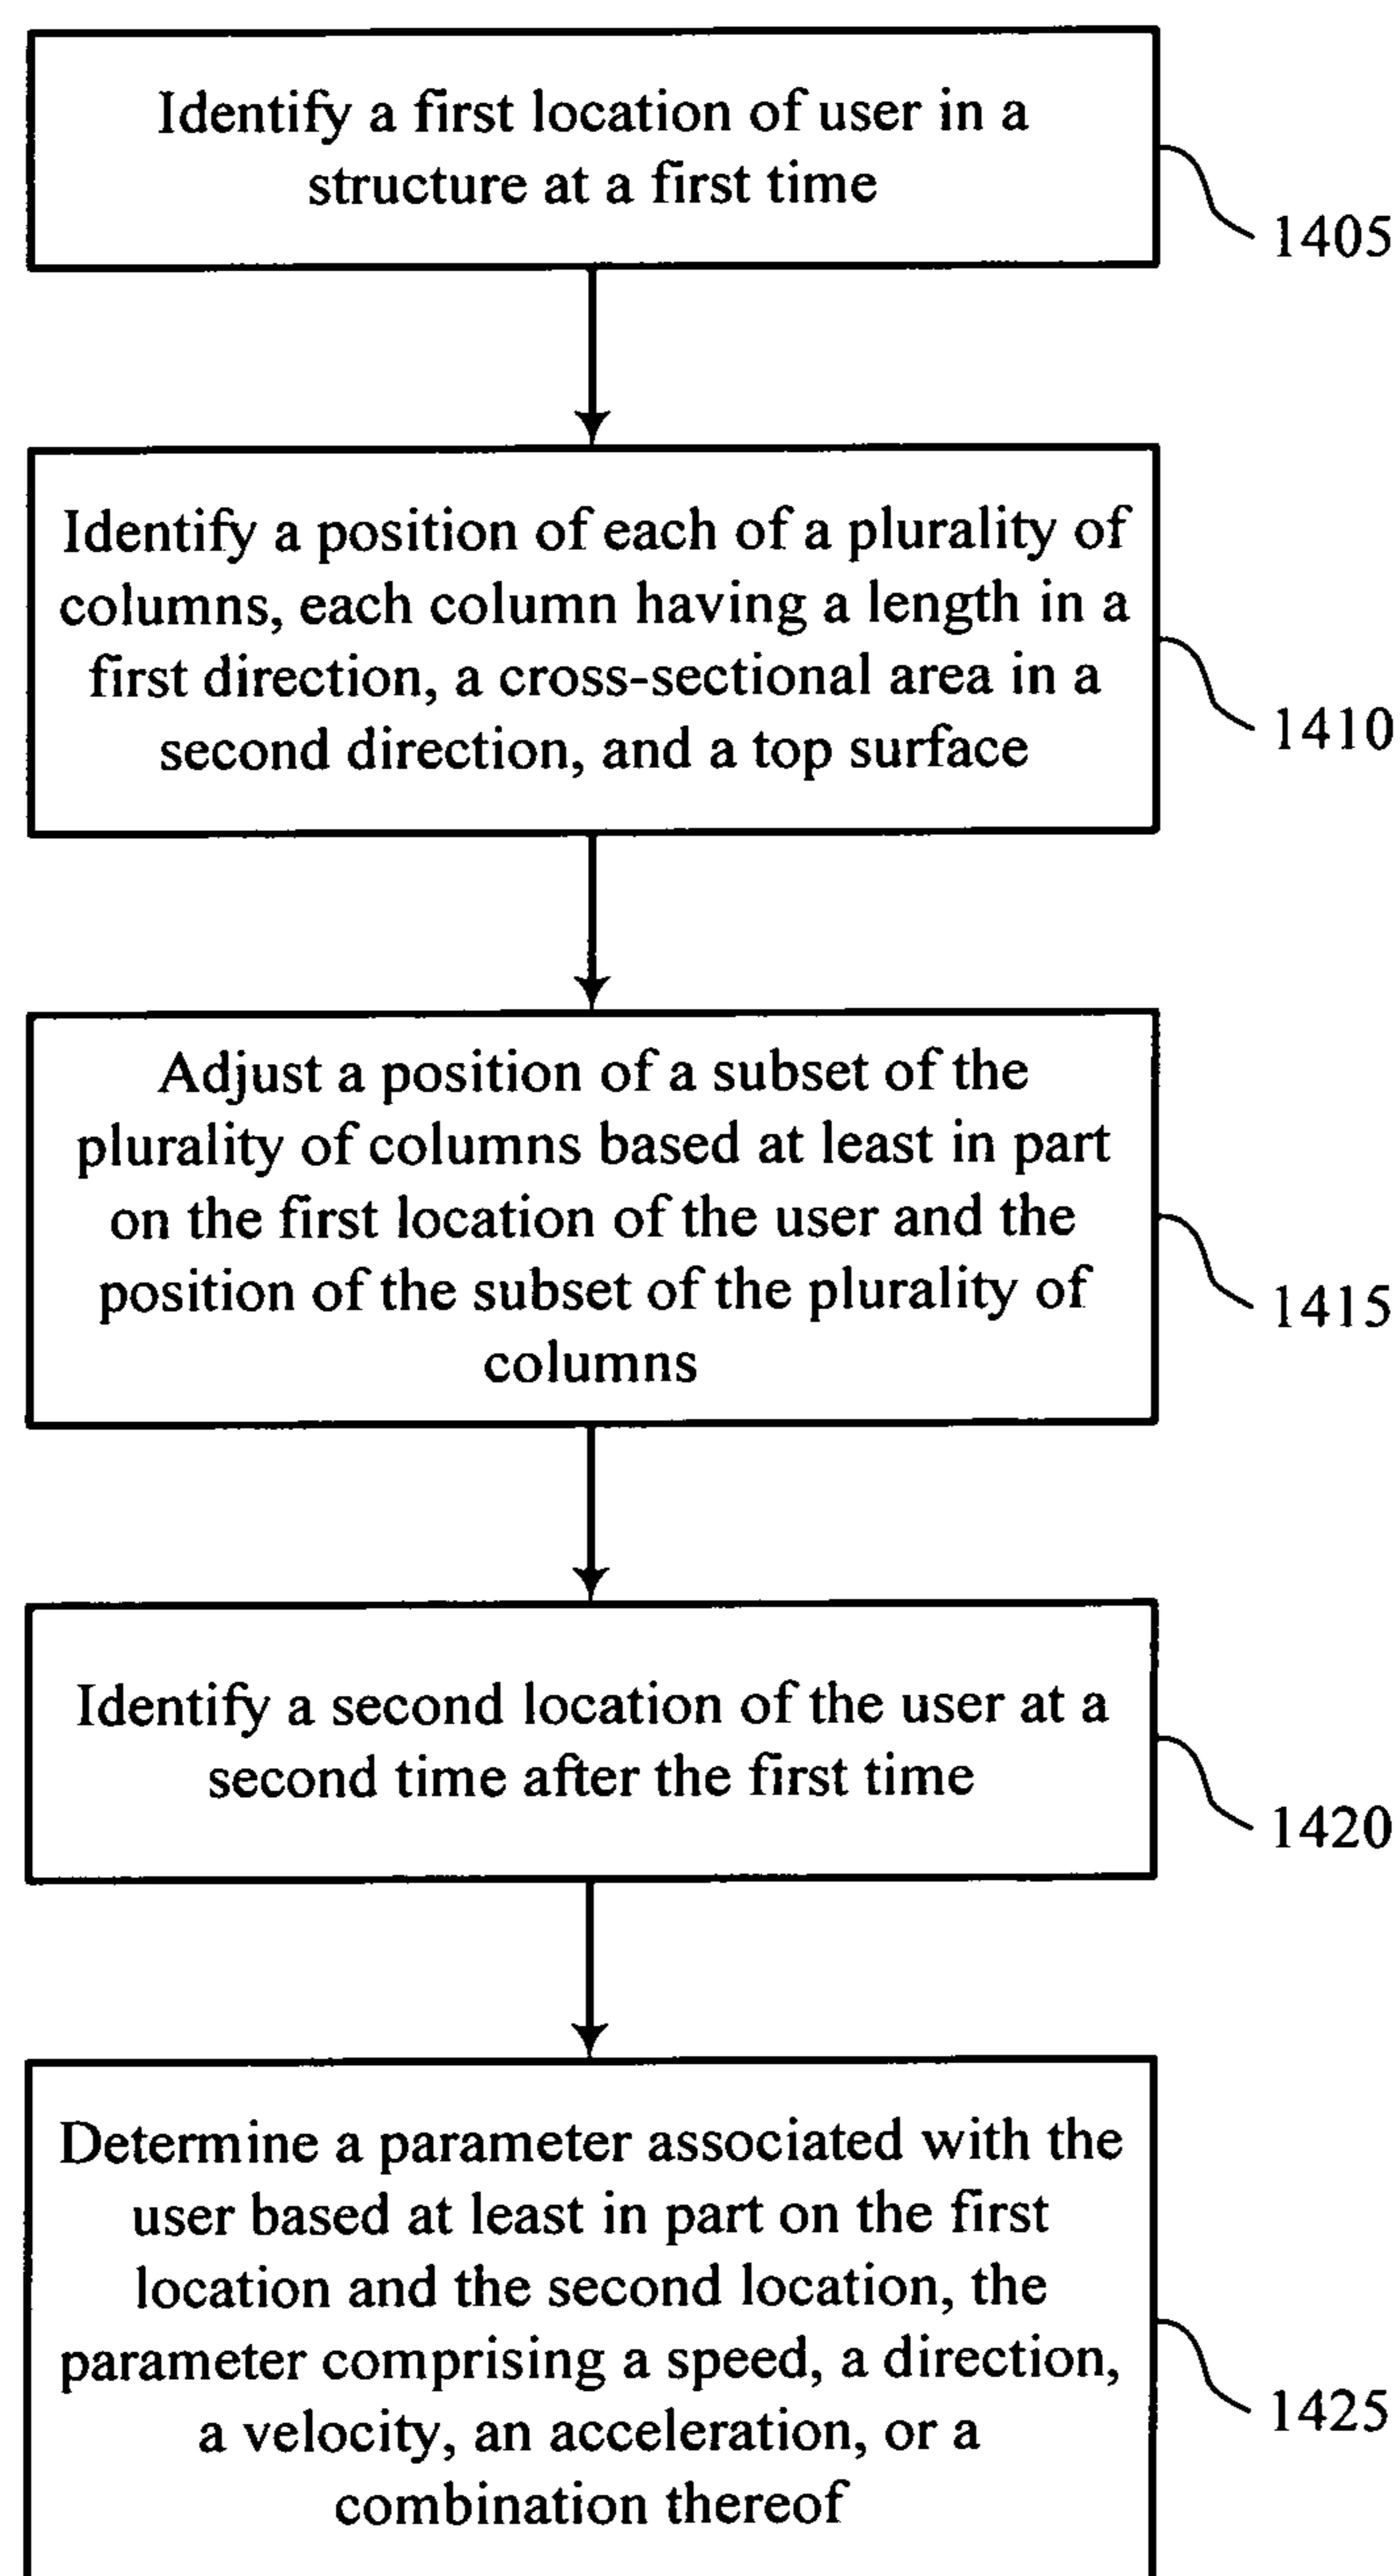 Identify a first location of user in a
structure at a first time
1405
Identify a position of each of a plurality of
columns, each column having a length in a
first direction, a cross-sectional area in a
second direction, and a top surface
1410
Adjust a position of a subset of the
plurality of columns based at least in part
on the first location of the user and the
position of the subset of the plurality of
columns
1415
Identify a second location of the user at a
second time after the first time
1420
Determine a parameter associated with the
user based at least in part on the first
location and the second location, the
parameter comprising a speed, a direction,
a velocity, an acceleration, or a
combination thereof
1425